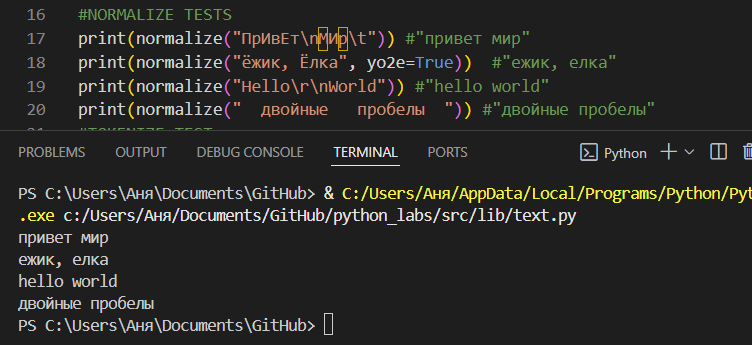 16 #NORMALIZE TESTS
17 print(normalize("ПрИвЕт\nМИр\t")) #"привет мир"
18 print(normalize("ёжик, Ёлка", yo2e=True))  #"ежик, елка"
19 print(normalize("Hello\r\nWorld")) #"hello world"
20 print(normalize("  двойные   пробелы  ")) #"двойные пробелы"
PROBLEMS OUTPUT DEBUG CONSOLE TERMINAL PORTS Python
PS C:\Users\Аня\Documents\GitHub> & C:/Users/Аня/AppData/Local/Programs/Python/Pyt
.exe c:/Users/Аня/Documents/GitHub/python_labs/src/lib/text.py
привет мир
ежик, елка
hello world
двойные пробелы
PS C:\Users\Аня\Documents\GitHub>